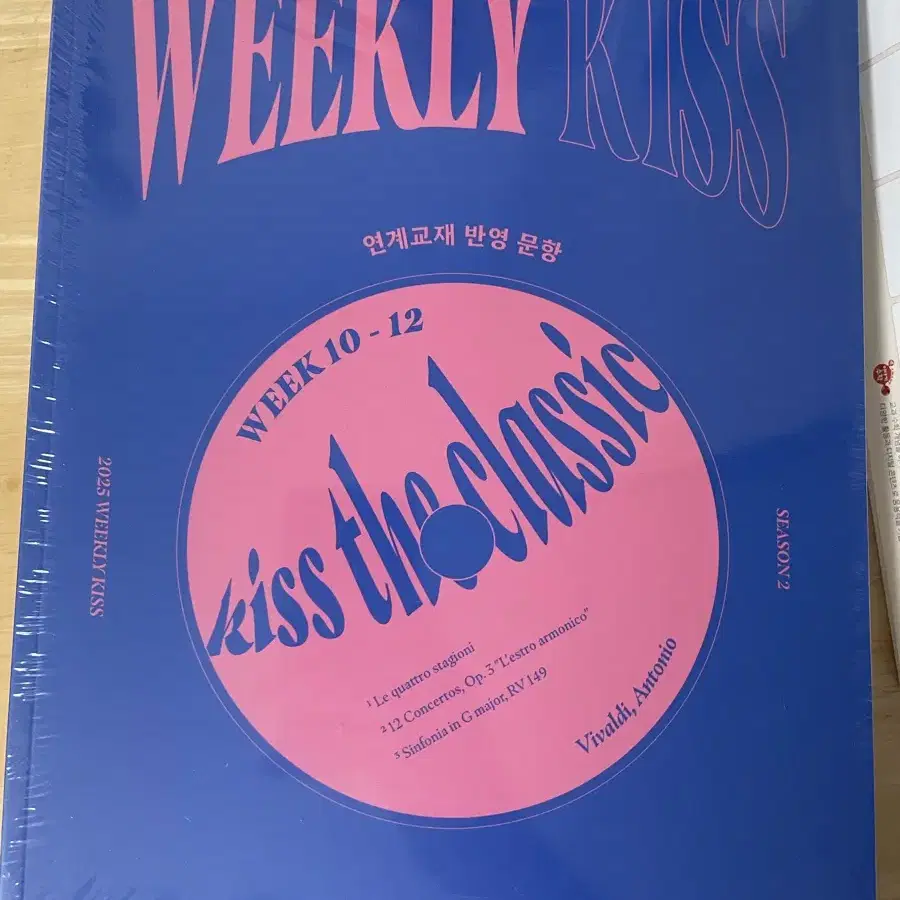 WEEKLY KISS
연계교재 반영 문항
WEEK 10 - 12
kiss the classic
¹ Le quattro stagioni
² 12 Concertos, Op. 3 "L'estro armonico"
³ Sinfonia in G major, RV 149
Vivaldi, Antonio
2025 WEEKLY KISS
SEASON 2